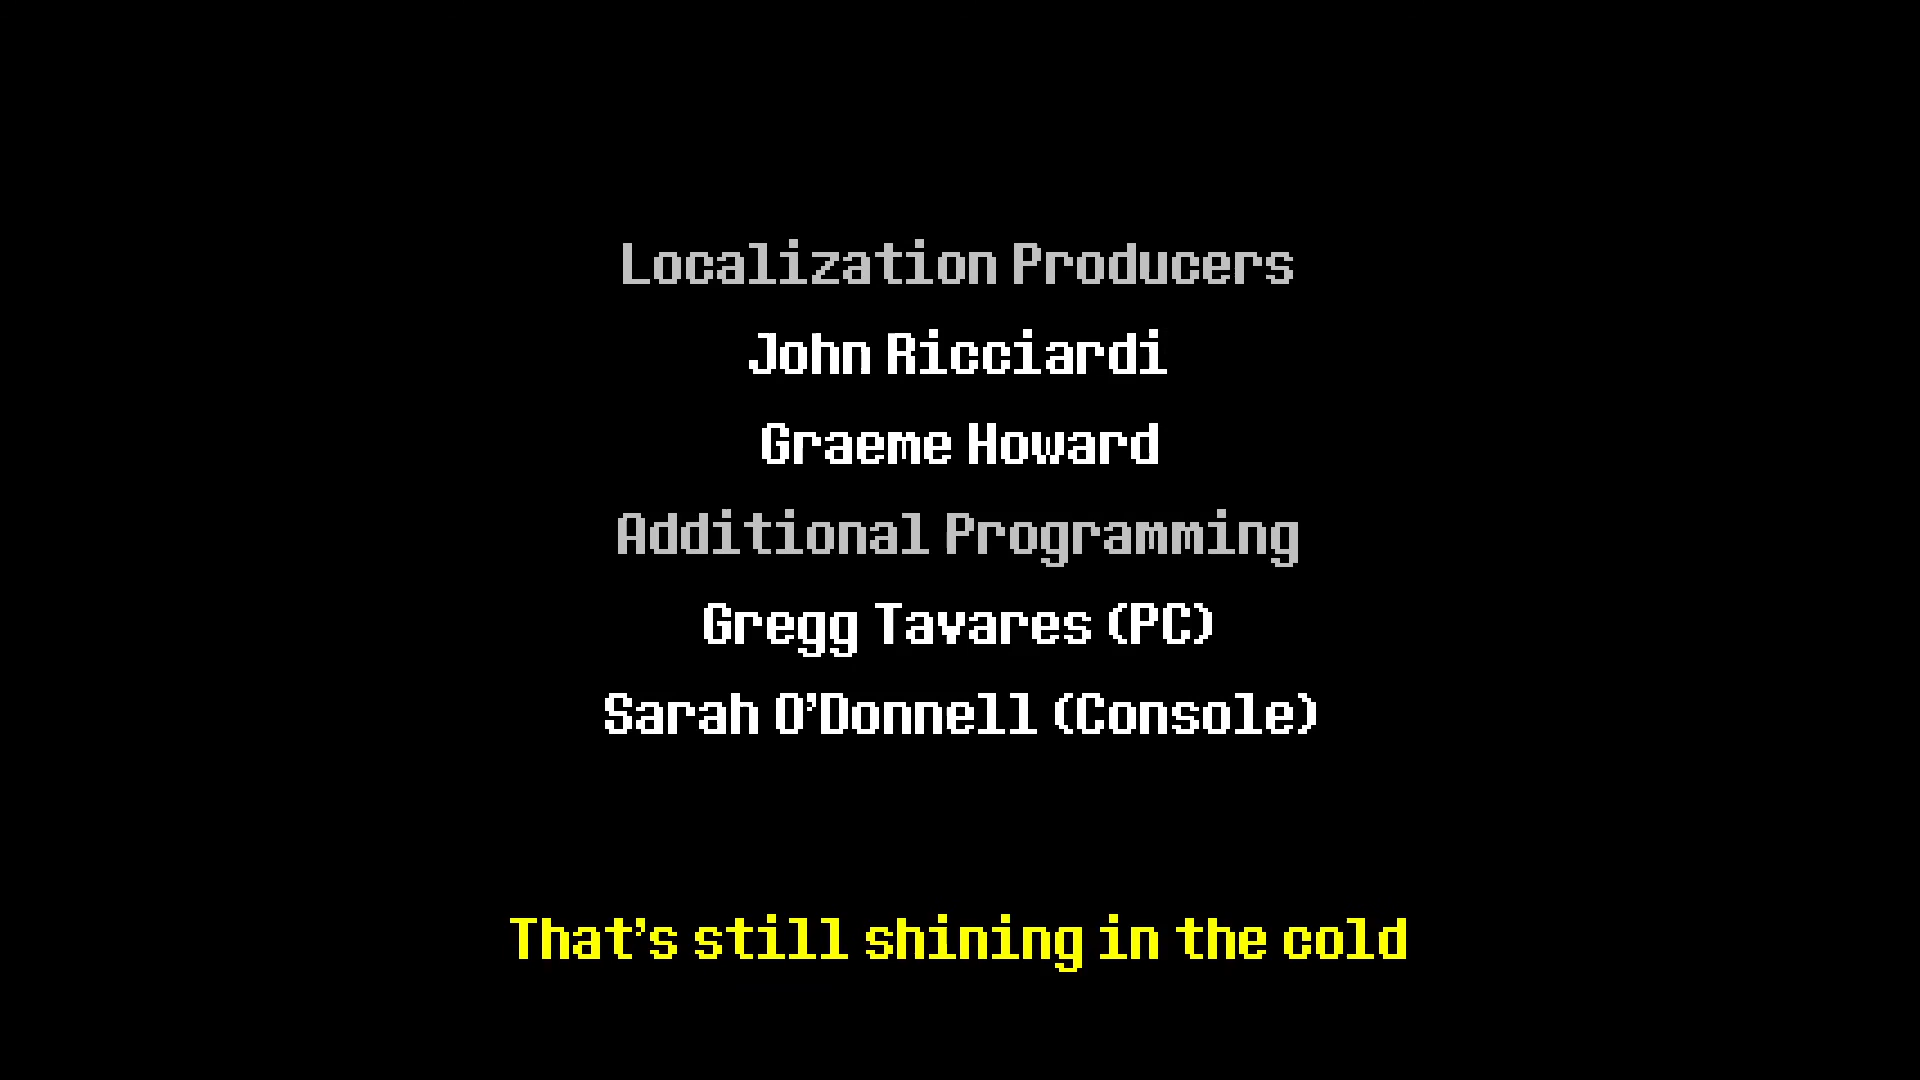 Localization Producers
John Ricciardi
Graeme Howard
Additional Programming
Gregg Tavares (PC)
Sarah O'Donnell (Console)
That's still shining in the cold